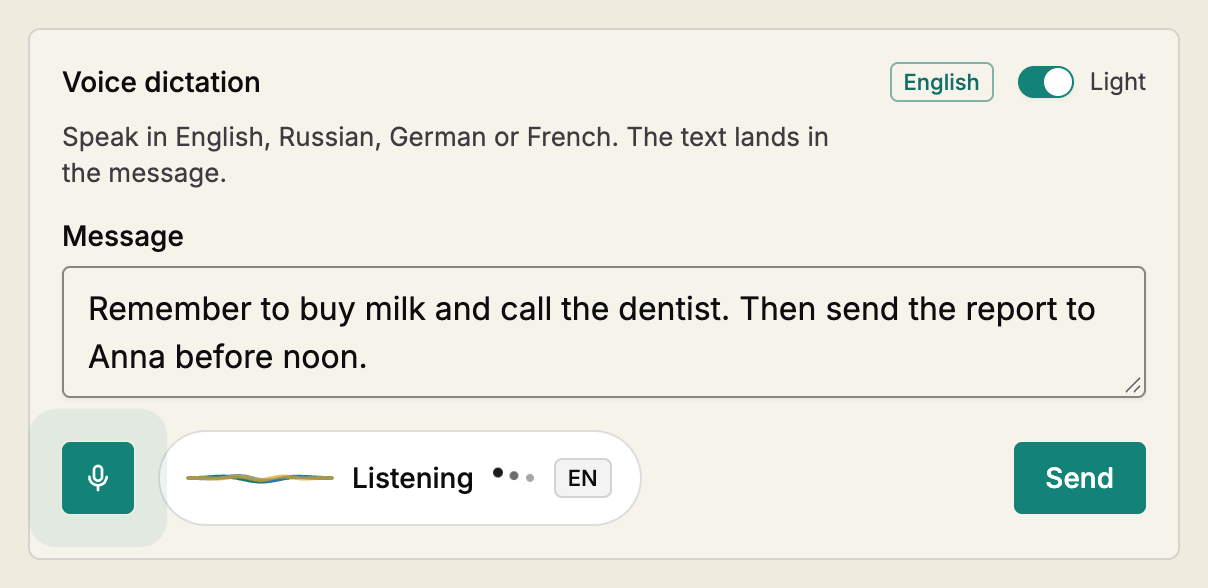 Voice dictation
English
Light
Speak in English, Russian, German or French. The text lands in
the message.
Message
Remember to buy milk and call the dentist. Then send the report to
Anna before noon.
Listening
EN
Send